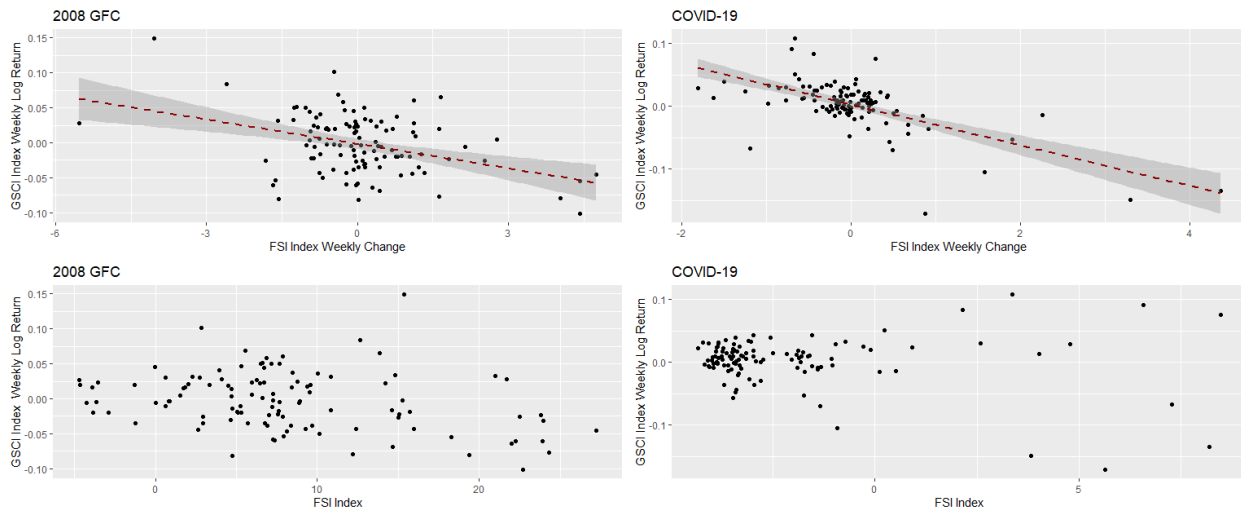 2008 GFC
GSCI Index Weekly Log Return
0.15
0.10
0.05
0.00
-0.05
-0.10
-6
-3
0
3
FSI Index Weekly Change
COVID-19
GSCI Index Weekly Log Return
0.1
0.0
-0.1
-2
0
2
4
FSI Index Weekly Change
2008 GFC
GSCI Index Weekly Log Return
0.15
0.10
0.05
0.00
-0.05
-0.10
0
10
20
FSI Index
COVID-19
GSCI Index Weekly Log Return
0.1
0.0
-0.1
0
5
FSI Index